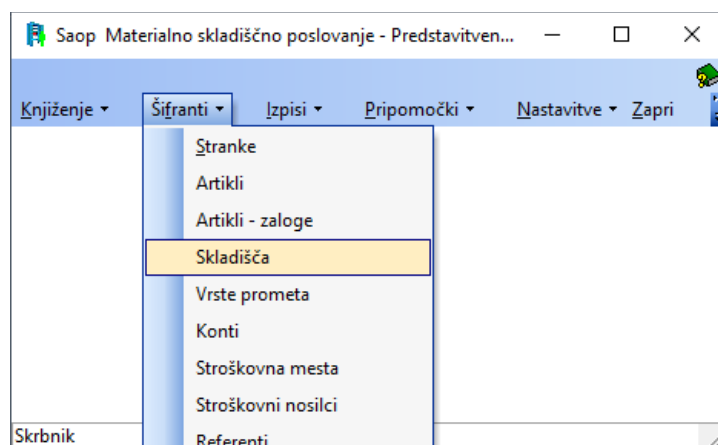 Saop Materialno skladiščno poslovanje - Predstavitven...
Knjiženje Šifranti Izpisi Pripomočki Nastavitve Zapri
Stranke
Artikli
Artikli - zaloge
Skladišča
Vrste prometa
Konti
Stroškovna mesta
Stroškovni nosilci
Referenti
Skrbnik